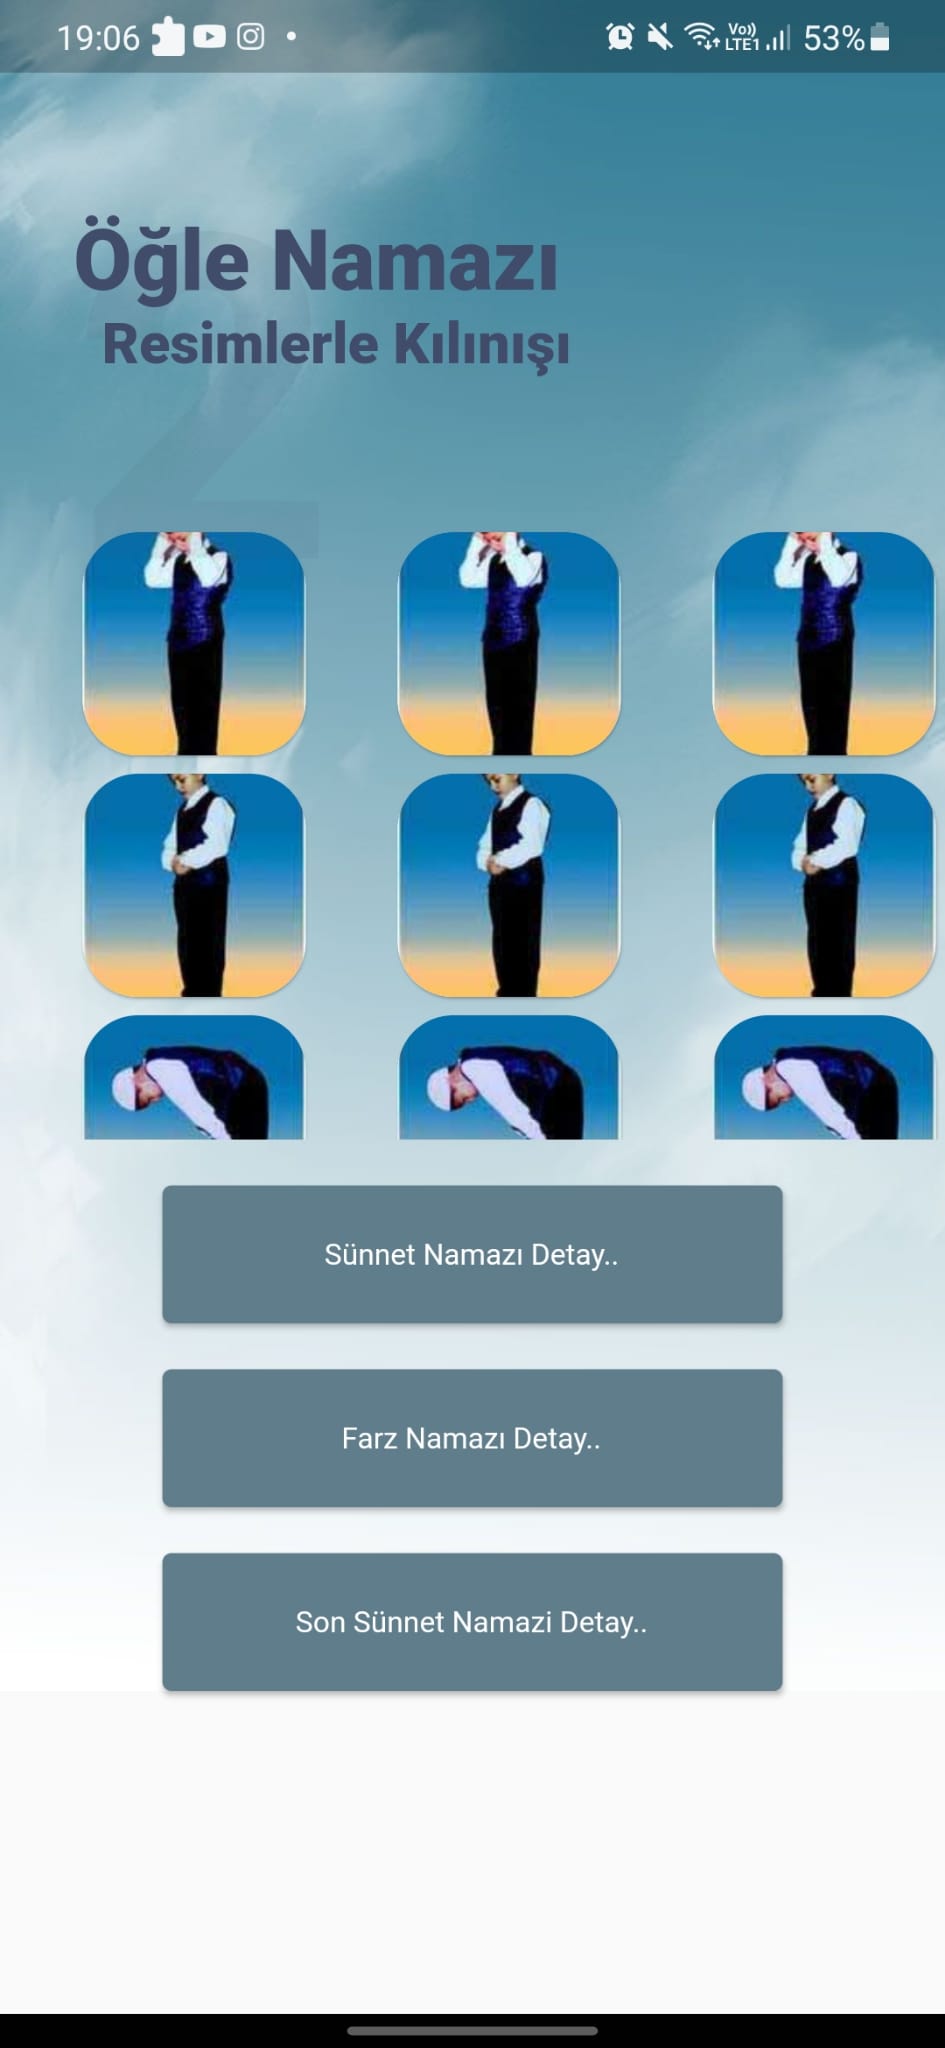 19:06 Vo)) LTE1 53%
Öğle Namazı
Resimlerle Kılınışı
2
Sünnet Namazı Detay..
Farz Namazı Detay..
Son Sünnet Namazi Detay..